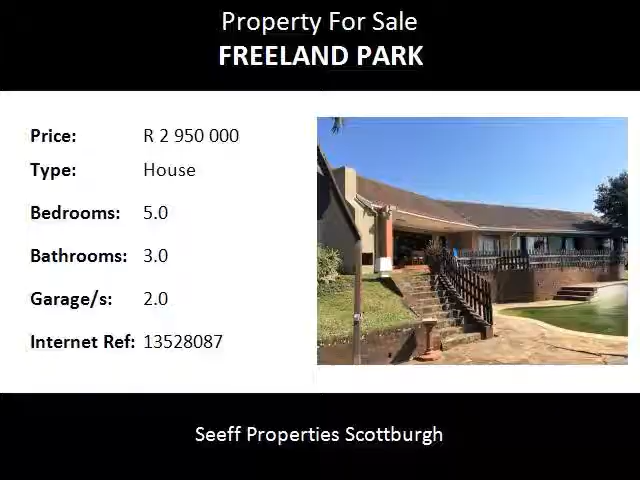 Property For Sale
FREELAND PARK
Price: R 2 950 000
Type: House
Bedrooms: 5.0
Bathrooms: 3.0
Garage/s: 2.0
Internet Ref: 13528087
Seeff Properties Scottburgh